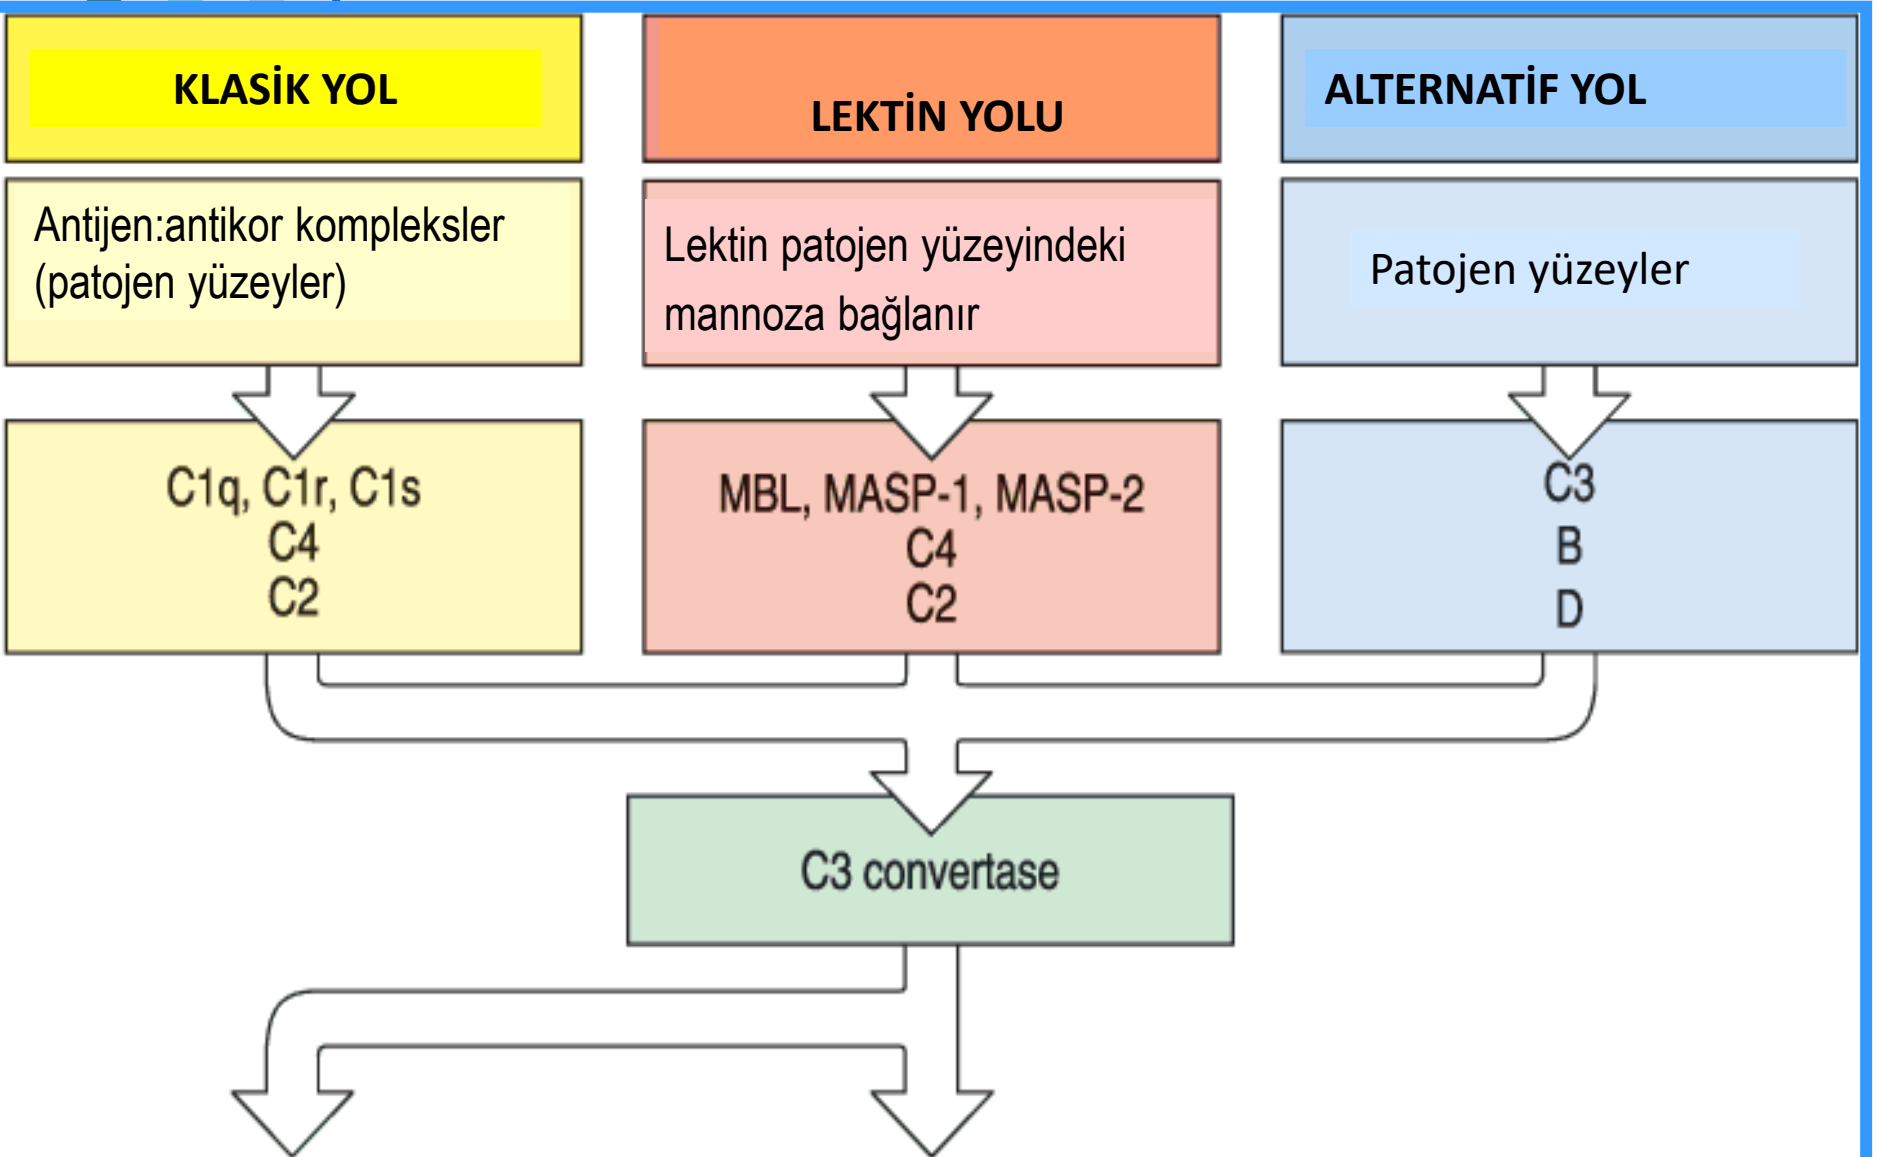 KLASİK YOL
LEKTİN YOLU
ALTERNATİF YOL
Antijen:antikor kompleksler
(patojen yüzeyler)
Lektin patojen yüzeyindeki
mannoza bağlanır
Patojen yüzeyler
C1q, C1r, C1s
C4
C2
MBL, MASP-1, MASP-2
C4
C2
C3
B
D
C3 convertase